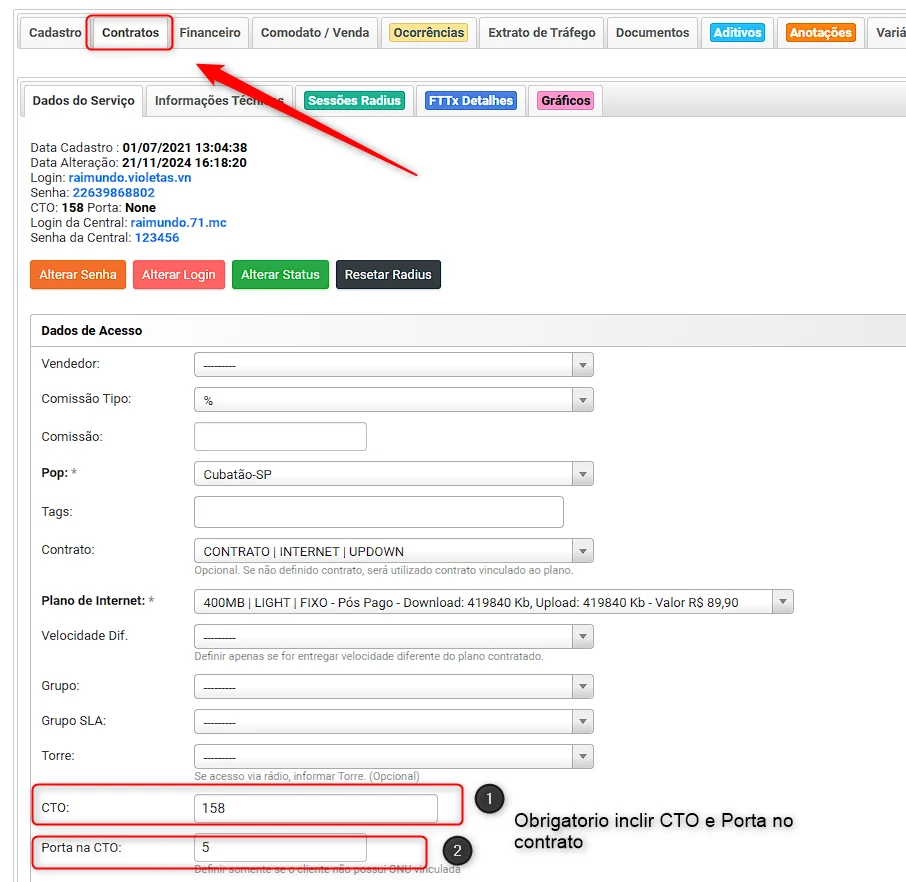 Cadastro Contratos Financeiro Comodato / Venda Ocorrências Extrato de Tráfego Documentos Aditivos Anotações Variá
Dados do Serviço Informações Técnicas Sessões Radius FTTx Detalhes Gráficos
Data Cadastro : 01/07/2021 13:04:38
Data Alteração: 21/11/2024 16:18:20
Login: raimundo.violetas.vn
Senha: 22639868802
CTO: 158 Porta: None
Login da Central: raimundo.71.mc
Senha da Central: 123456
Alterar Senha Alterar Login Alterar Status Resetar Radius
Dados de Acesso
Vendedor: ---------
Comissão Tipo: %
Comissão:
Pop: * Cubatão-SP
Tags:
Contrato: CONTRATO | INTERNET | UPDOWN
Opcional. Se não definido contrato, será utilizado contrato vinculado ao plano.
Plano de Internet: * 400MB | LIGHT | FIXO - Pós Pago - Download: 419840 Kb, Upload: 419840 Kb - Valor R$ 89,90
Velocidade Dif. ---------
Definir apenas se for entregar velocidade diferente do plano contratado.
Grupo: ---------
Grupo SLA: ---------
Torre: ---------
Se acesso via rádio, informar Torre. (Opcional)
CTO: 158 1
Obrigatorio inclir CTO e Porta no
contrato
Porta na CTO: 5 2
Definir somente se o cliente não possui ONU vinculada